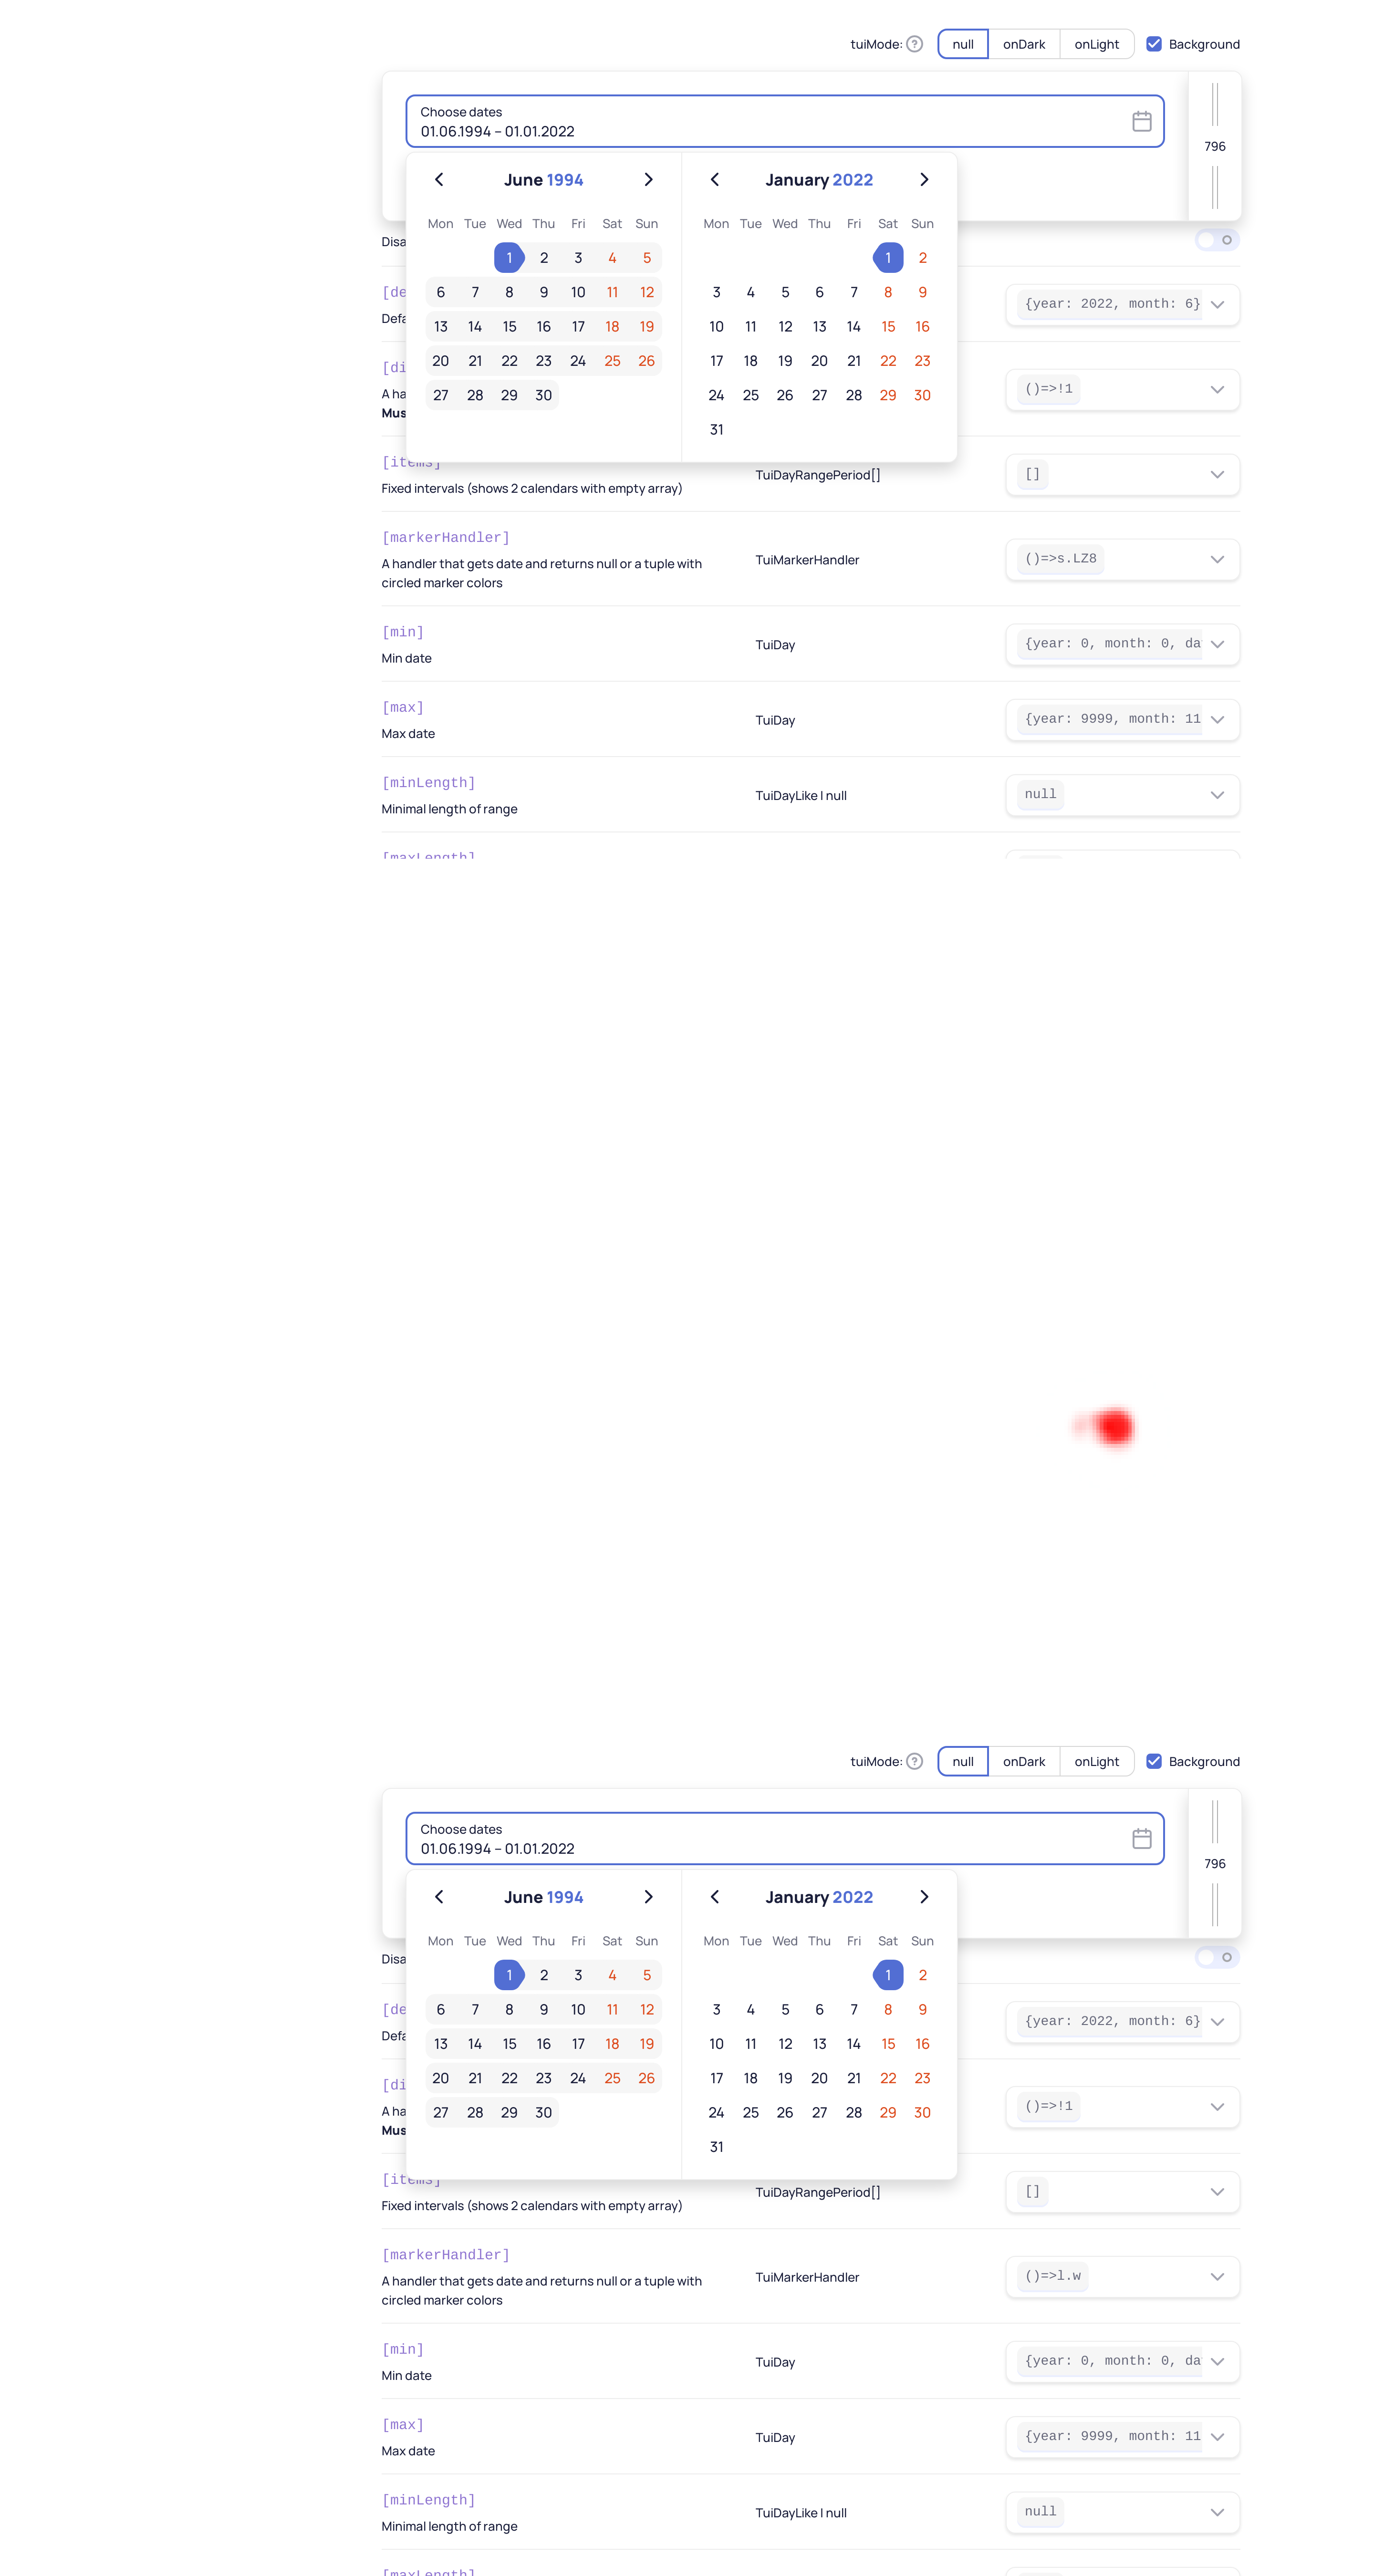 tuiMode: ? null onDark onLight Background
Choose dates
01.06.1994 – 01.01.2022
796
June 1994 January 2022
Mon Tue Wed Thu Fri Sat Sun Mon Tue Wed Thu Fri Sat Sun
Disa 1 2 3 4 5 1 2
[de 6 7 8 9 10 11 12 3 4 5 6 7 8 9 {year: 2022, month: 6}
Defa 13 14 15 16 17 18 19 10 11 12 13 14 15 16
[di 20 21 22 23 24 25 26 17 18 19 20 21 22 23
A ha 27 28 29 30 24 25 26 27 28 29 30 ()=>!1
Mus 31
[items] TuiDayRangePeriod[] []
Fixed intervals (shows 2 calendars with empty array)
[markerHandler]
A handler that gets date and returns null or a tuple with TuiMarkerHandler ()=>s.LZ8
circled marker colors
[min] TuiDay {year: 0, month: 0, da
Min date
[max] TuiDay {year: 9999, month: 11
Max date
[minLength] TuiDayLike | null null
Minimal length of range
[maxLength]
tuiMode: ? null onDark onLight Background
Choose dates
01.06.1994 – 01.01.2022
796
June 1994 January 2022
Mon Tue Wed Thu Fri Sat Sun Mon Tue Wed Thu Fri Sat Sun
Disa 1 2 3 4 5 1 2
[de 6 7 8 9 10 11 12 3 4 5 6 7 8 9 {year: 2022, month: 6}
Defa 13 14 15 16 17 18 19 10 11 12 13 14 15 16
[di 20 21 22 23 24 25 26 17 18 19 20 21 22 23
A ha 27 28 29 30 24 25 26 27 28 29 30 ()=>!1
Mus 31
[items] TuiDayRangePeriod[] []
Fixed intervals (shows 2 calendars with empty array)
[markerHandler]
A handler that gets date and returns null or a tuple with TuiMarkerHandler ()=>l.w
circled marker colors
[min] TuiDay {year: 0, month: 0, da
Min date
[max] TuiDay {year: 9999, month: 11
Max date
[minLength] TuiDayLike | null null
Minimal length of range
[maxLength]